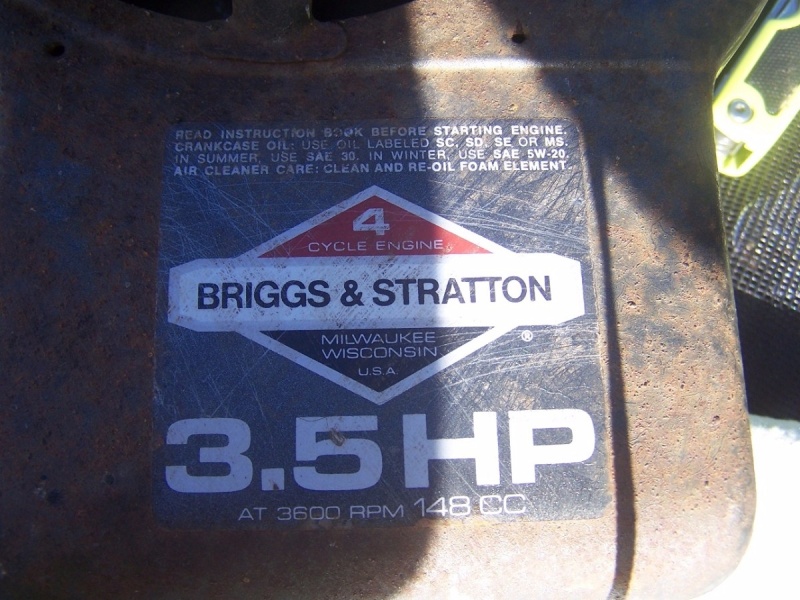 READ INSTRUCTION BOOK BEFORE STARTING ENGINE.
CRANKCASE OIL: USE OIL LABELED SC, SD, SE OR MS.
IN SUMMER, USE SAE 30. IN WINTER, USE SAE 5W-20.
AIR CLEANER CARE: CLEAN AND RE-OIL FOAM ELEMENT.
4
CYCLE ENGINE
BRIGGS & STRATTON
MILWAUKEE
WISCONSIN
U.S.A.
®
3.5 HP
AT 3600 RPM 148 CC